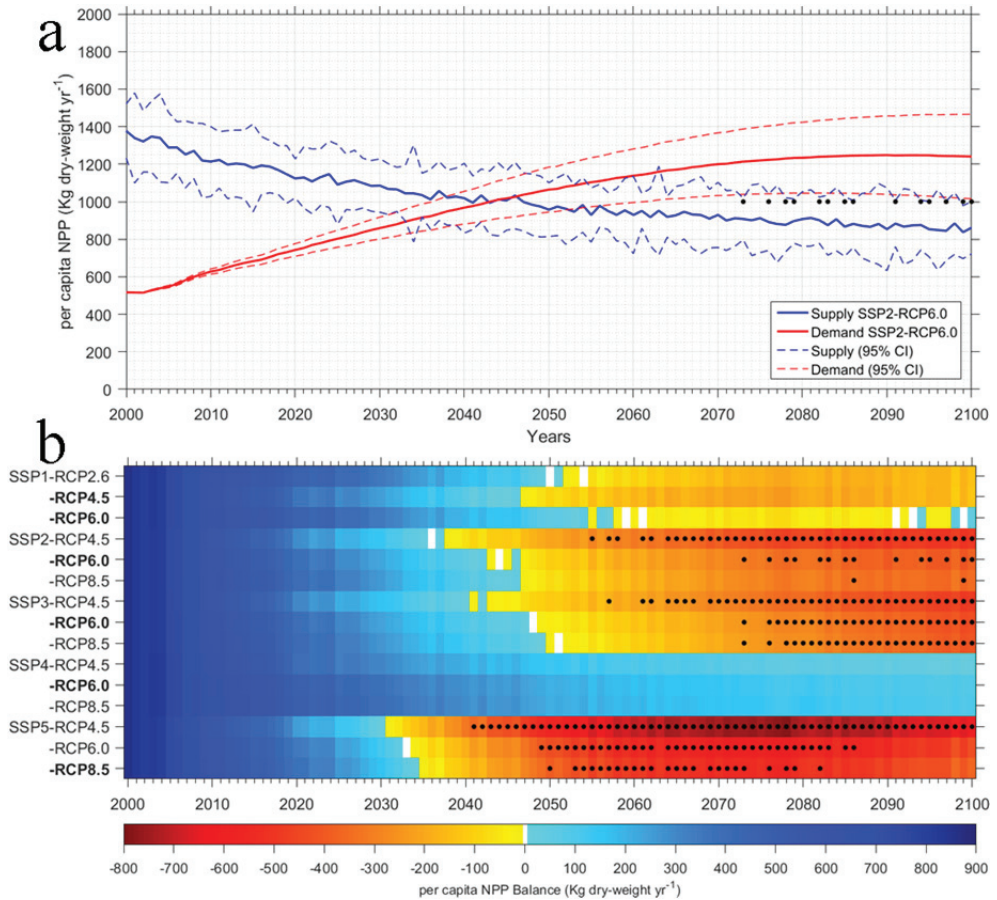 a
per capita NPP (Kg dry-weight yr⁻¹)
2000
1800
1600
1400
1200
1000
800
600
400
200
0
2000 2010 2020 2030 2040 2050 2060 2070 2080 2090 2100
Years
Supply SSP2-RCP6.0
Demand SSP2-RCP6.0
Supply (95% CI)
Demand (95% CI)
b
SSP1-RCP2.6
-RCP4.5
-RCP6.0
SSP2-RCP4.5
-RCP6.0
-RCP8.5
SSP3-RCP4.5
-RCP6.0
-RCP8.5
SSP4-RCP4.5
-RCP6.0
-RCP8.5
SSP5-RCP4.5
-RCP6.0
-RCP8.5
2000 2010 2020 2030 2040 2050 2060 2070 2080 2090 2100
-800 -700 -600 -500 -400 -300 -200 -100 0 100 200 300 400 500 600 700 800 900
per capita NPP Balance (Kg dry-weight yr⁻¹)